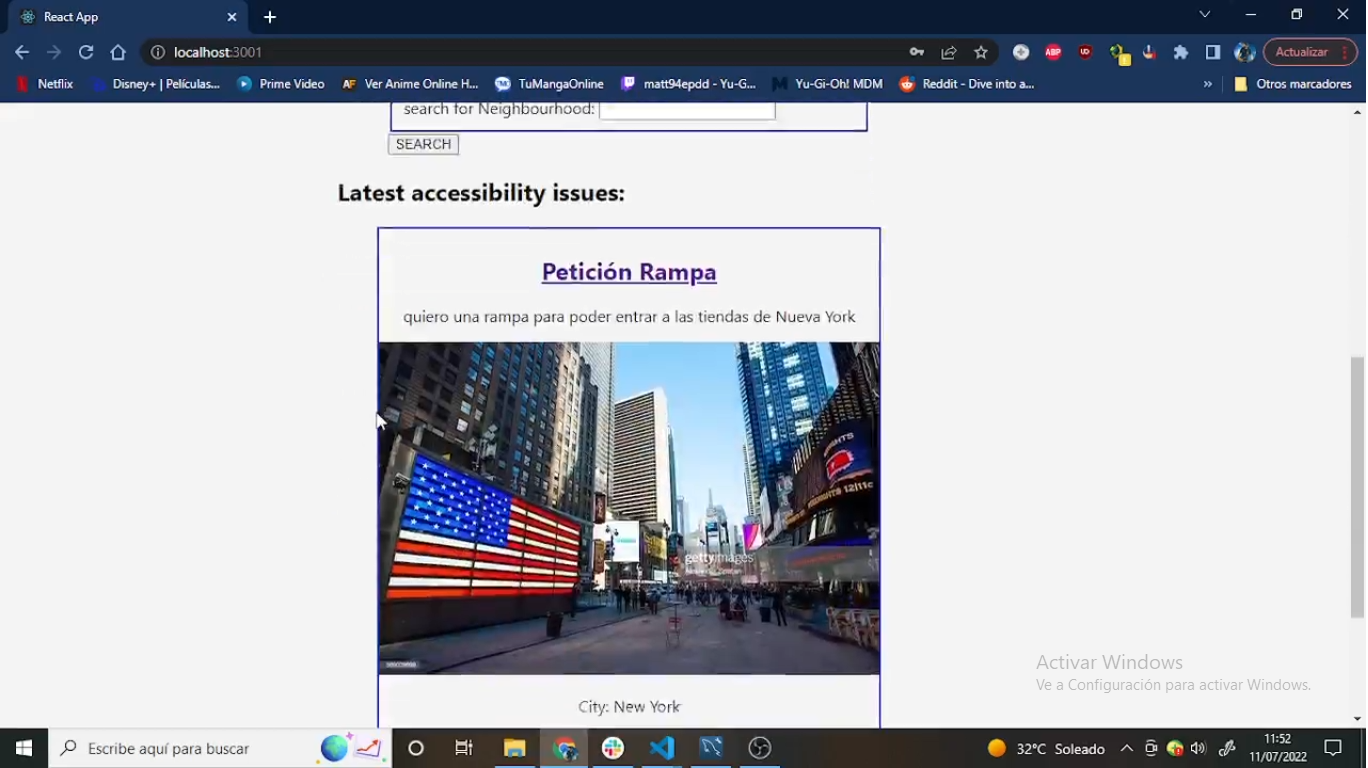 React App
localhost:3001
ABP
Actualizar
Netflix
Disney+ | Películas...
Prime Video
AF
Ver Anime Online H...
TuMangaOnline
matt94epdd - Yu-G...
Yu-Gi-Oh! MDM
Reddit - Dive into a...
»
Otros marcadores
search for Neighbourhood:
SEARCH
Latest accessibility issues:
Petición Rampa
quiero una rampa para poder entrar a las tiendas de Nueva York
gettyimages
City: New York
Activar Windows
Ve a Configuración para activar Windows.
Escribe aquí para buscar
32°C Soleado
11:52
11/07/2022